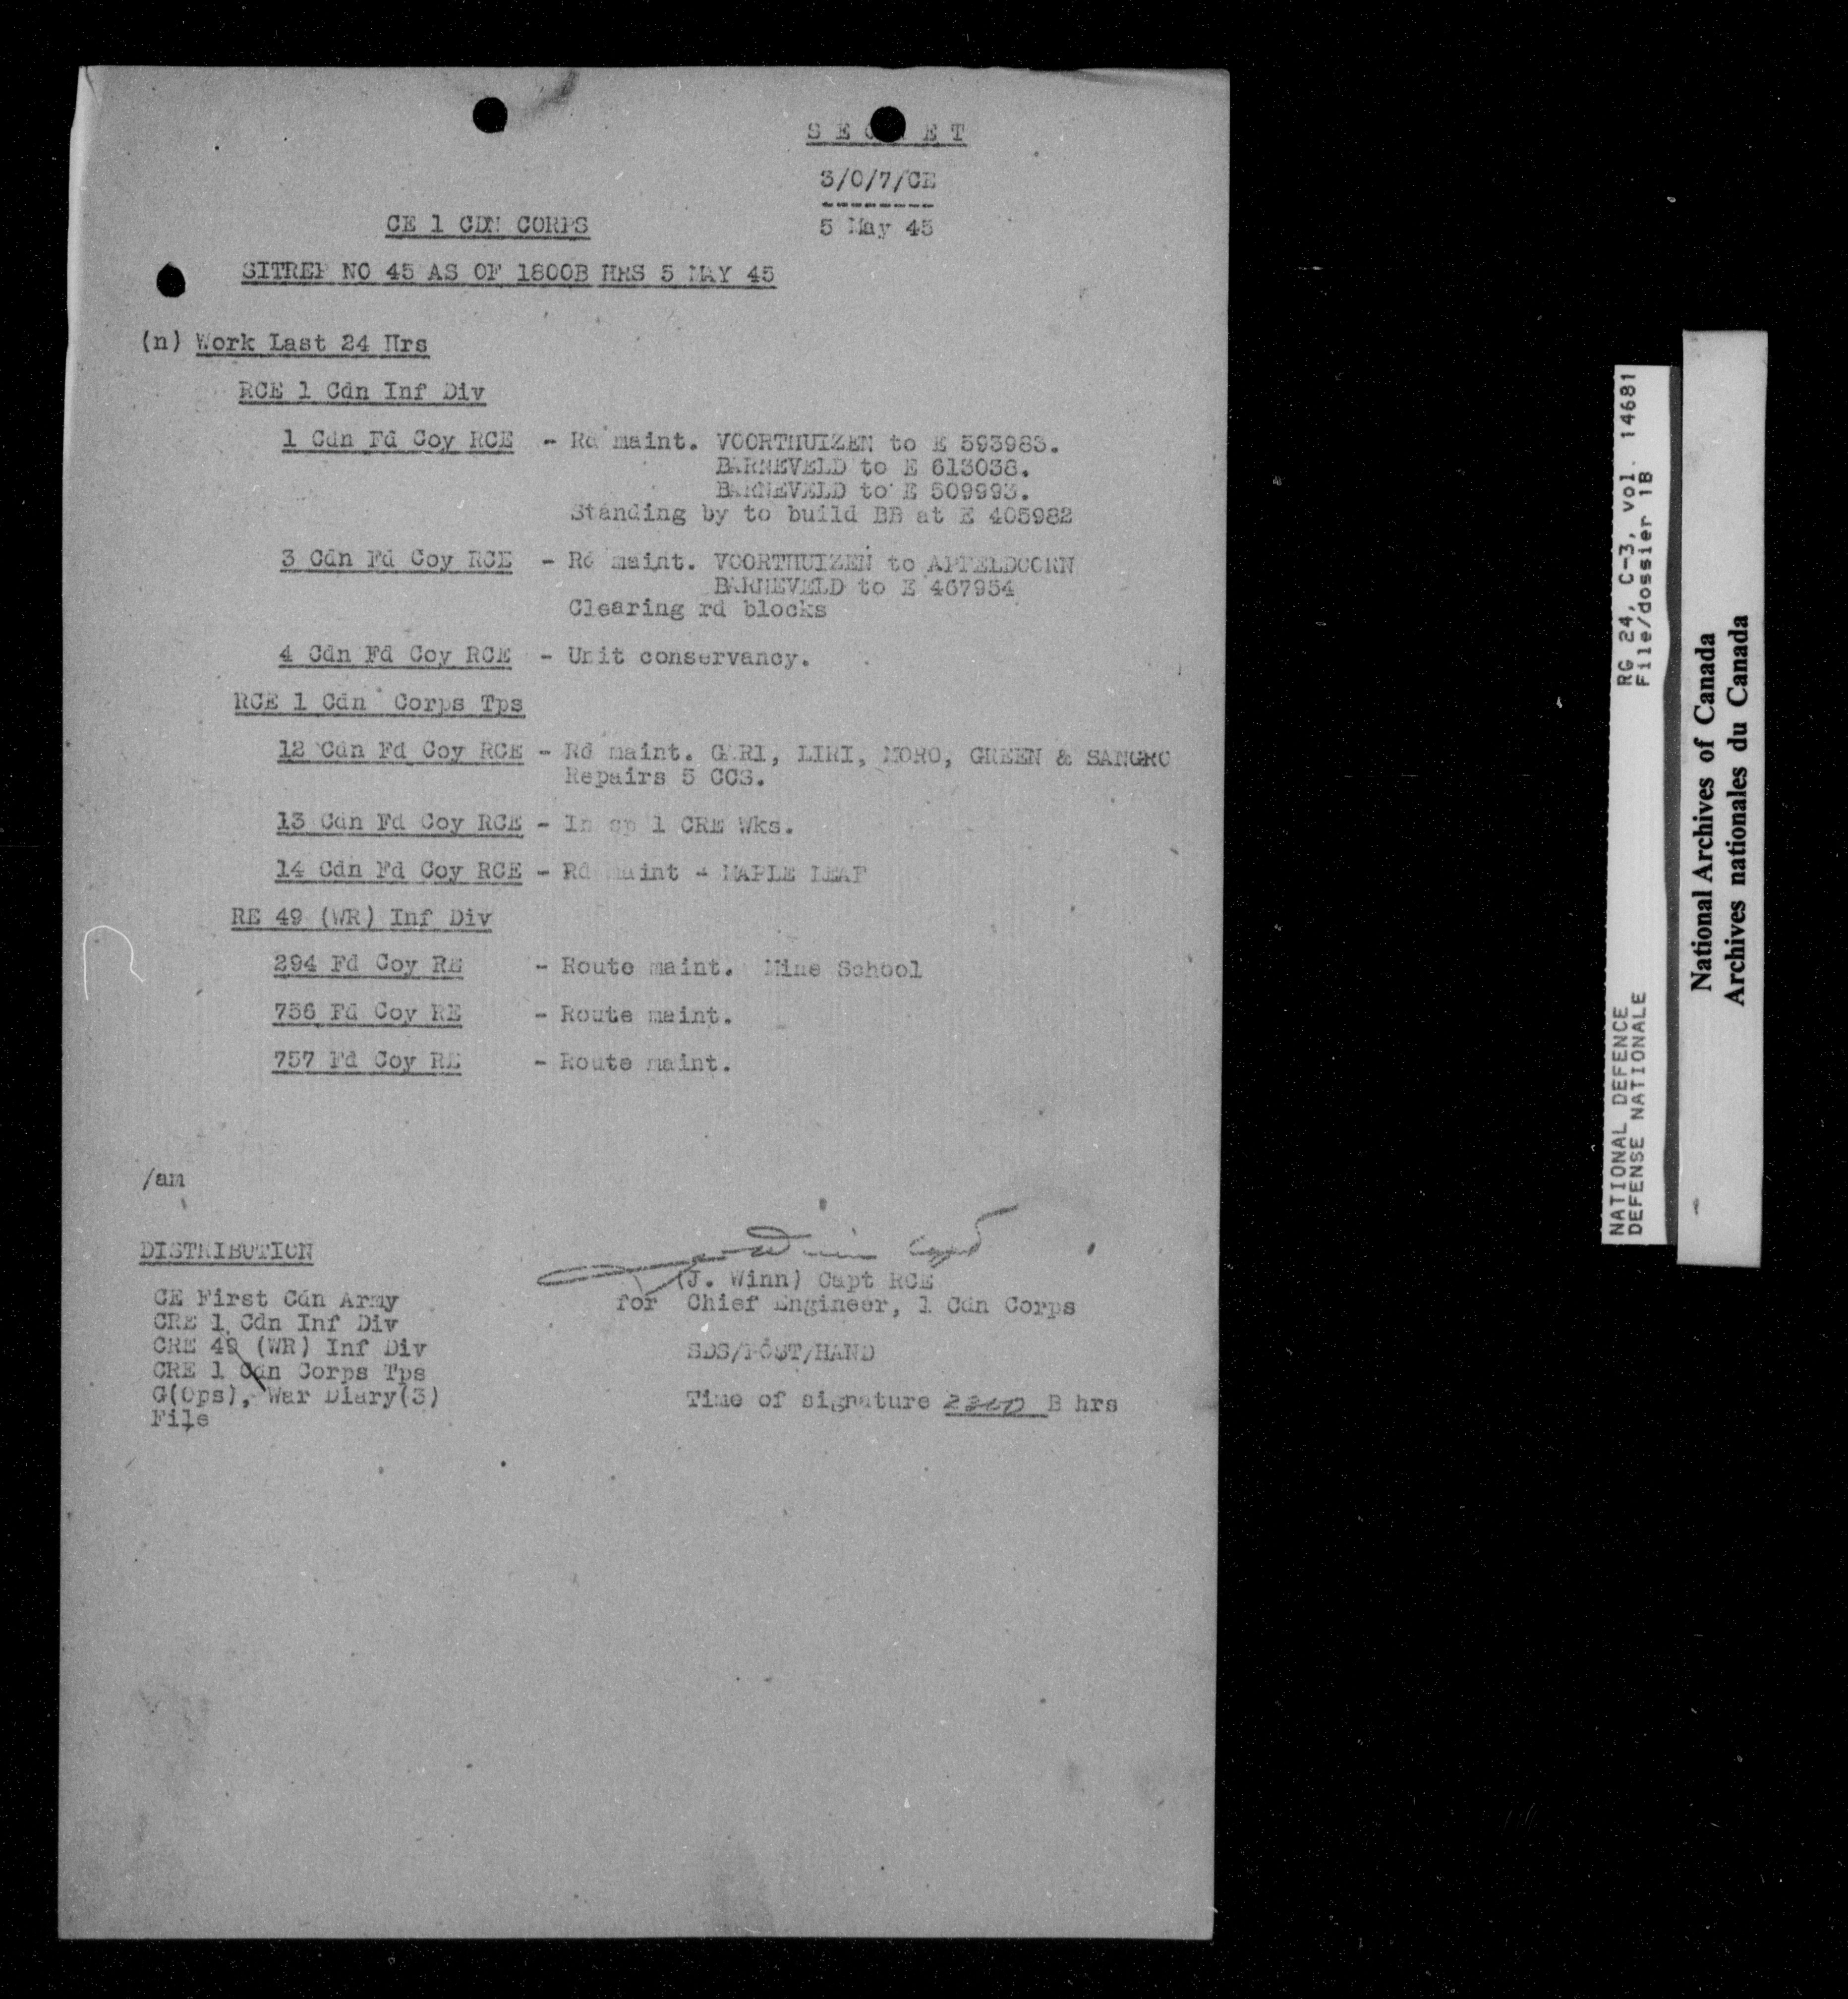 S E C R E T
3/0/7/CE
5 May 45
CE 1 CDN CORPS
SITREP NO 45 AS OF 1800B HRS 5 MAY 45
(n) Work Last 24 Hrs
RCE 1 Cdn Inf Div
1 Cdn Fd Coy RCE - Rd maint. VOORTHUIZEN to E 593983.
BARNEVELD to E 613038.
BARNEVELD to E 509993.
Standing by to build BB at E 405982
3 Cdn Fd Coy RCE - Rd maint. VOORTHUIZEN to APPELDOORN
BARNEVELD to E 467954
Clearing rd blocks
4 Cdn Fd Coy RCE - Unit conservancy.
RCE 1 Cdn Corps Tps
12 Cdn Fd Coy RCE - Rd maint. GARI, LIRI, MORO, GREEN & SANGRO
Repairs 5 CCS.
13 Cdn Fd Coy RCE - In sp 1 CRE Wks.
14 Cdn Fd Coy RCE - Rd maint - MAPLE LEAF
RE 49 (WR) Inf Div
294 Fd Coy RE - Route maint. Mine School
756 Fd Coy RE - Route maint.
757 Fd Coy RE - Route maint.
/am
DISTRIBUTION
CE First Cdn Army
CRE 1 Cdn Inf Div
CRE 49 (WR) Inf Div
CRE 1 Cdn Corps Tps
G(Ops), War Diary(3)
File
(J. Winn) Capt RCE
for Chief Engineer, 1 Cdn Corps
SDS/POST/HAND
Time of signature 2300 B hrs
NATIONAL DEFENCE RG 24, C-3, vol. 14681
DEFENSE NATIONALE File/dossier 1B
National Archives of Canada
Archives nationales du Canada